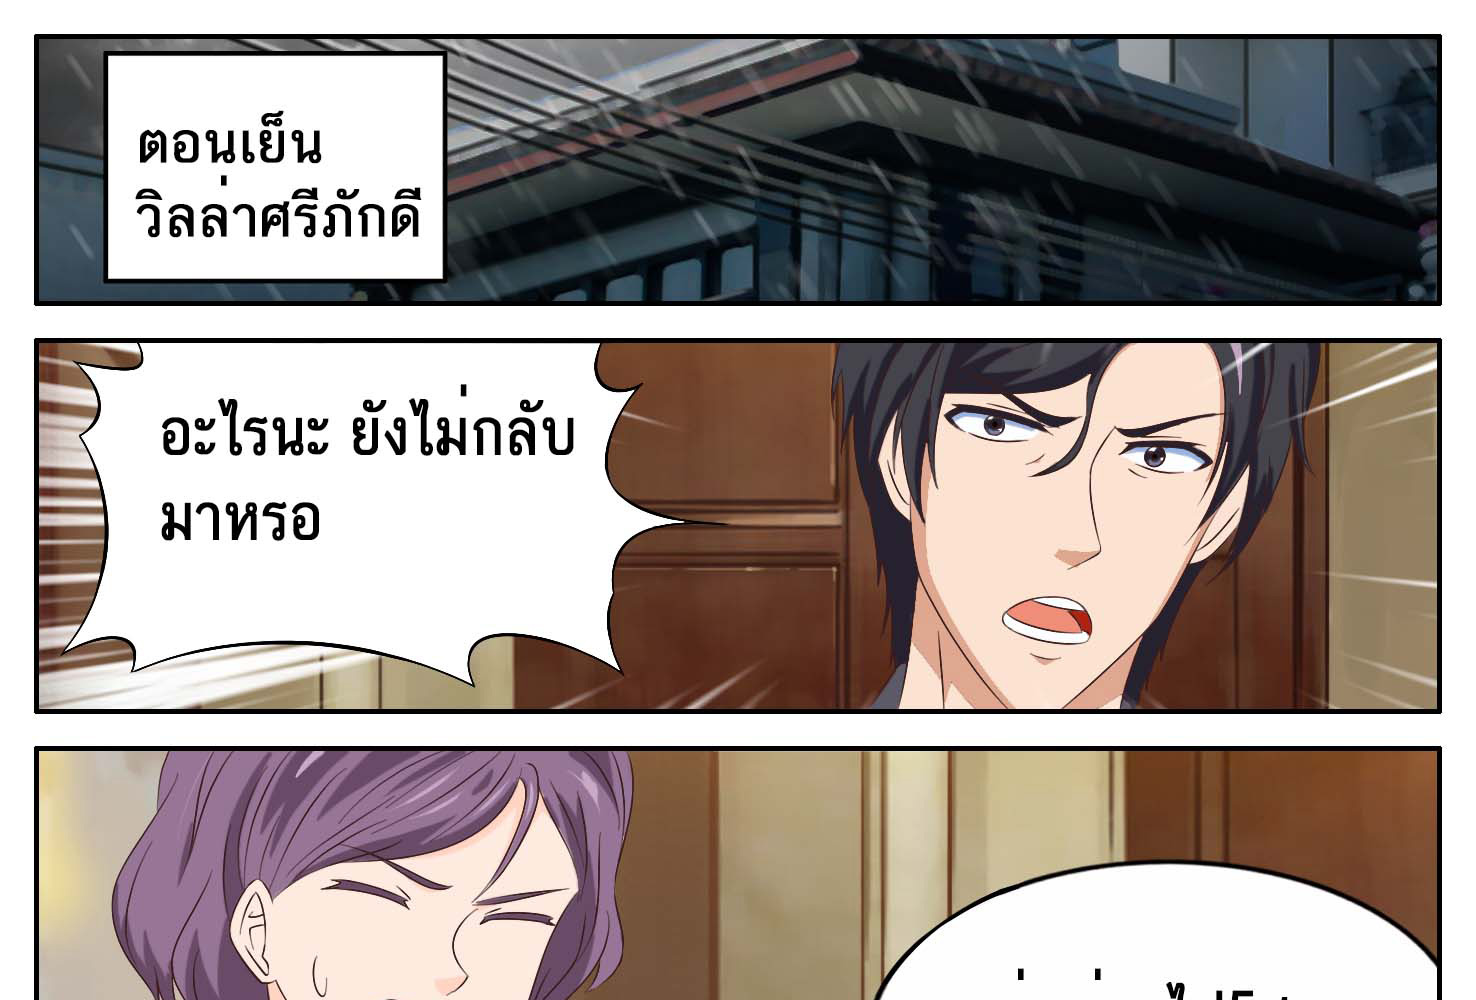 ตอนเย็น
วิลล่าศรีภักดี
อะไรนะ ยังไม่กลับ
มาหรอ